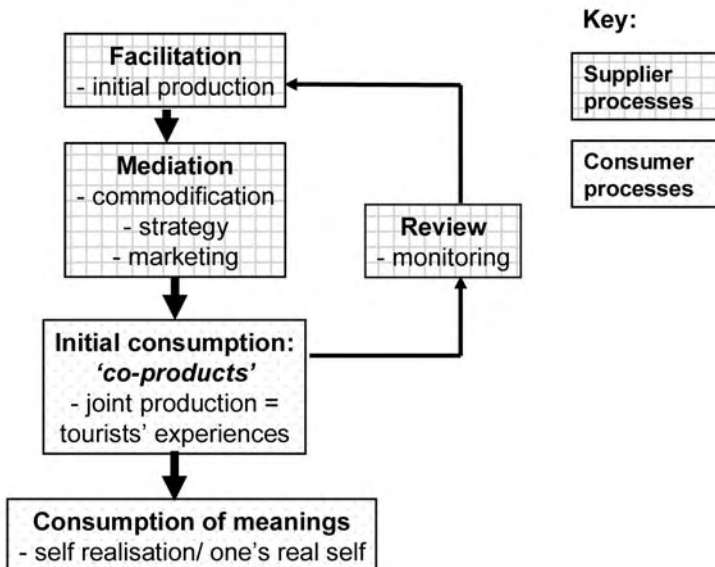 Key:
Facilitation
- initial production
Supplier
processes
Mediation
- commodification
- strategy
- marketing
Consumer
processes
Review
- monitoring
Initial consumption:
‘co-products’
- joint production =
tourists’ experiences
Consumption of meanings
- self realisation/ one’s real self